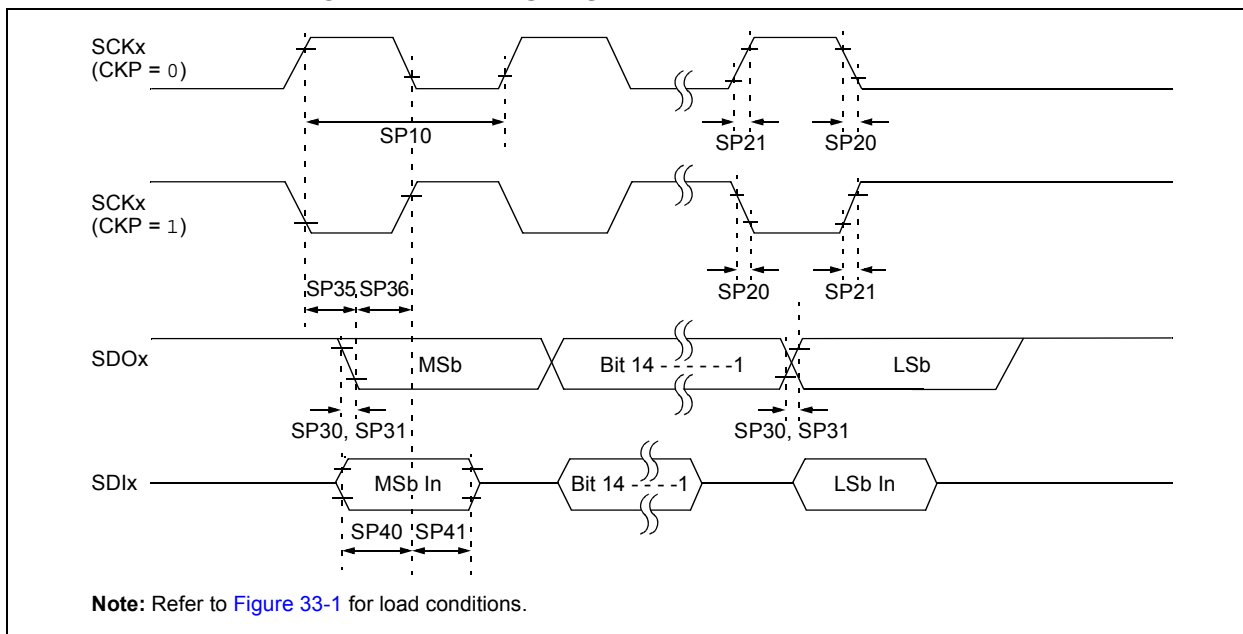 SCKx
(CKP = 0)
SP10
SP21
SP20
SCKx
(CKP = 1)
SP35
SP36
SP20
SP21
SDOx
MSb
Bit 14 - - - - - - -1
LSb
SP30, SP31
SP30, SP31
SDIx
MSb In
Bit 14 - - - - -1
LSb In
SP40
SP41
Note: Refer to Figure 33-1 for load conditions.